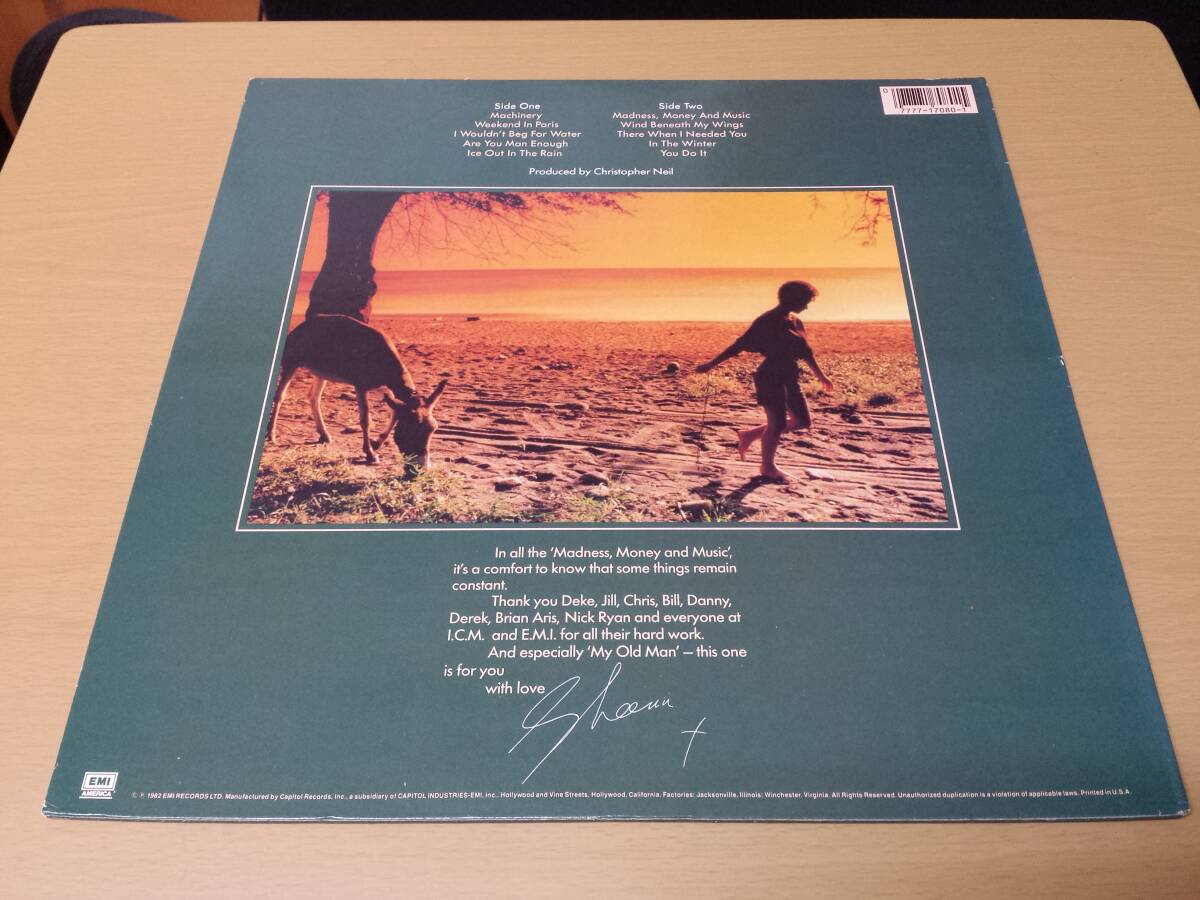 Side One
Machinery
Weekend In Paris
I Wouldn't Beg For Water
Are You Man Enough
Ice Out In The Rain
Side Two
Madness, Money And Music
Wind Beneath My Wings
There When I Needed You
In The Winter
You Do It
0 7777-17080-1
Produced by Christopher Neil
In all the 'Madness, Money and Music',
it's a comfort to know that some things remain
constant.
Thank you Deke, Jill, Chris, Bill, Danny,
Derek, Brian Aris, Nick Ryan and everyone at
I.C.M. and E.M.I. for all their hard work.
And especially 'My Old Man' – this one
is for you
with love
Sheena
EMI
AMERICA
© ℗ 1982 EMI RECORDS LTD. Manufactured by Capitol Records, Inc., a subsidiary of CAPITOL INDUSTRIES-EMI, Inc., Hollywood and Vine Streets, Hollywood, California. Factories: Jacksonville, Illinois; Winchester, Virginia. All Rights Reserved. Unauthorized duplication is a violation of applicable laws. Printed in U.S.A.